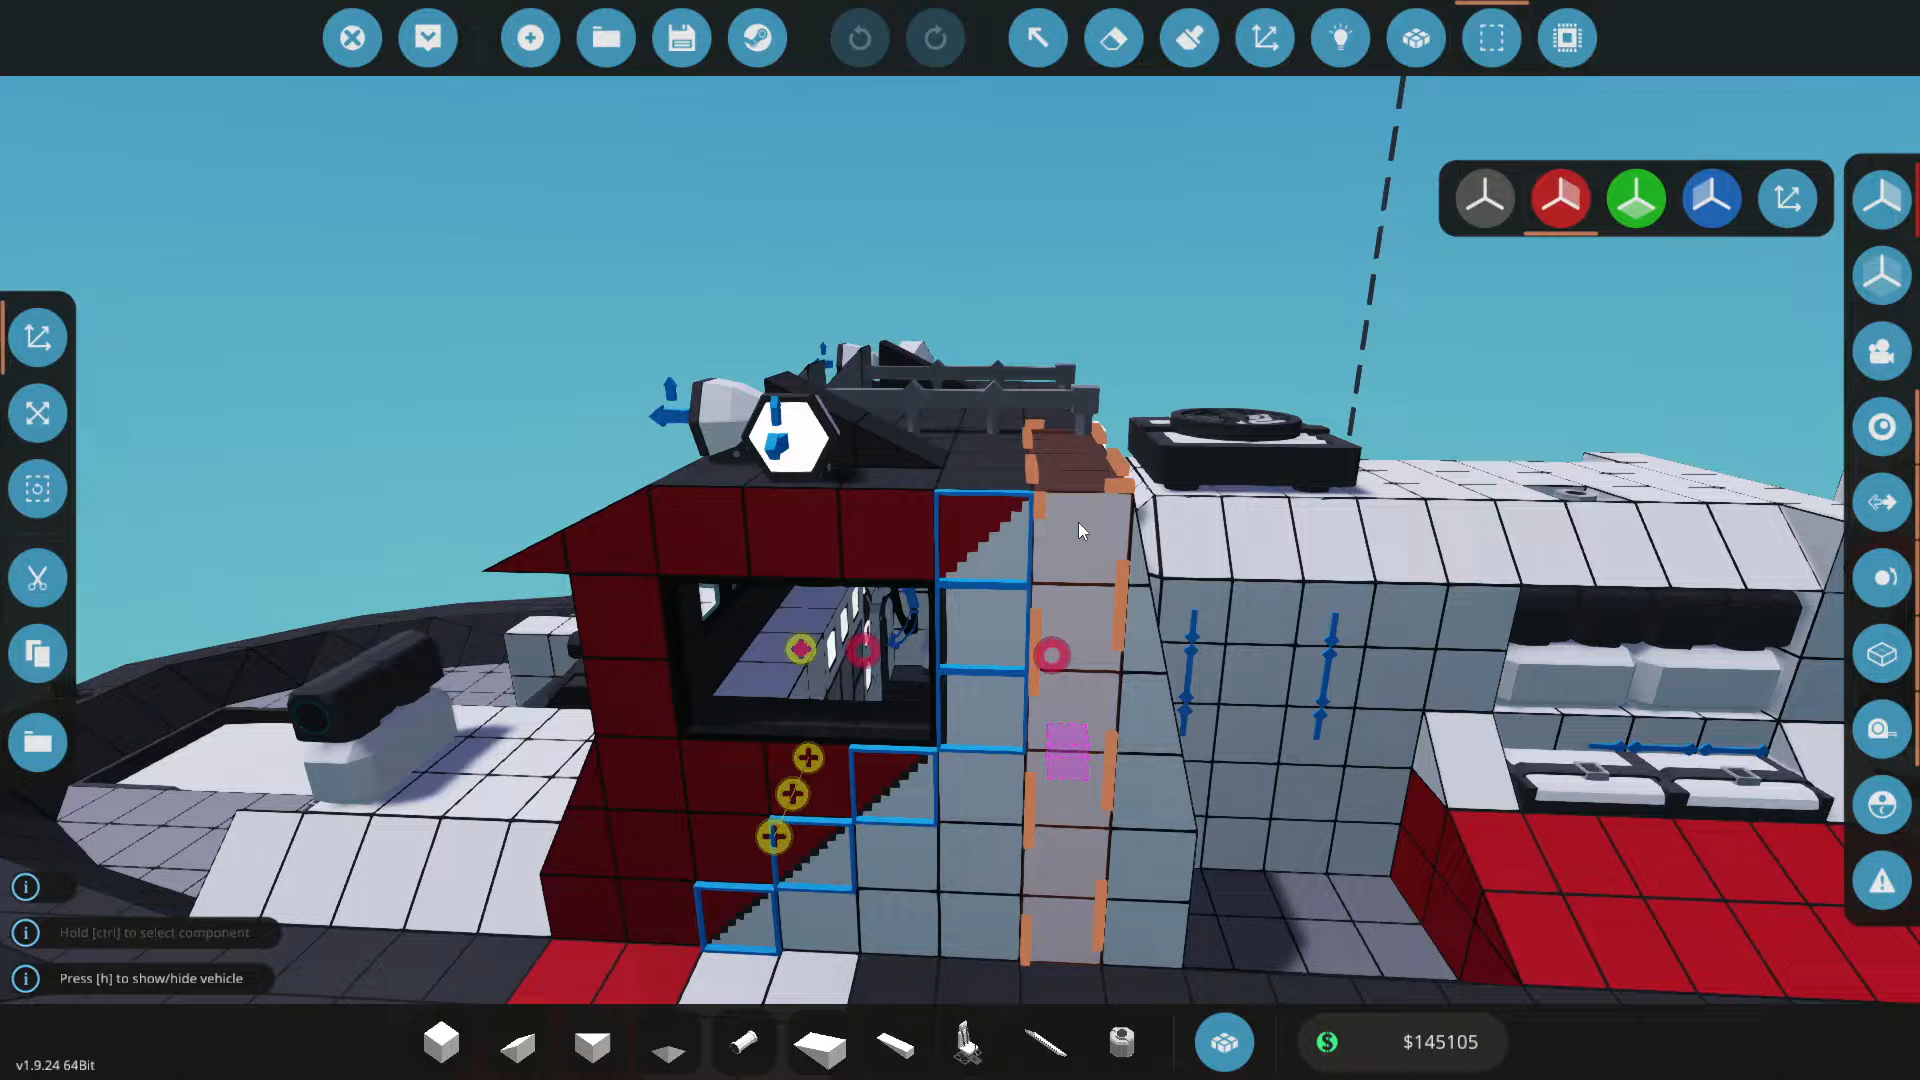 Hold [ctrl] to select component
Press [h] to show/hide vehicle
v1.9.24 64Bit
$145105